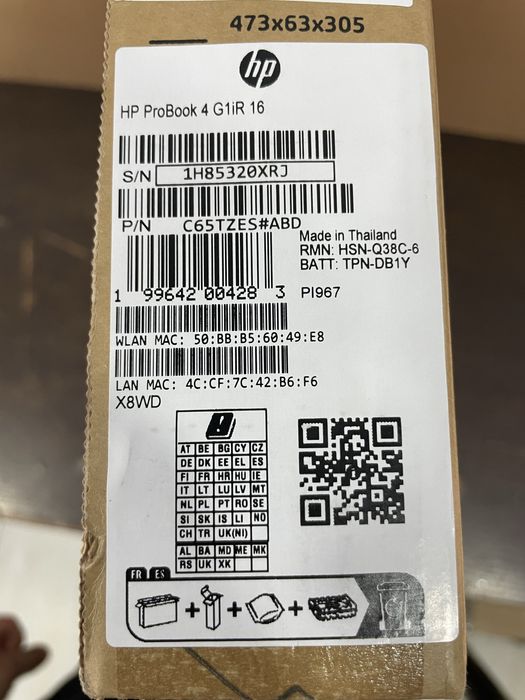 473x63x305
hp
HP ProBook 4 G1iR 16
S/N 1H85320XRJ
P/N C65TZES#ABD
Made in Thailand
RMN: HSN-Q38C-6
BATT: TPN-DB1Y
1 99642 00428 3 PI967
WLAN MAC: 50:BB:B5:60:49:E8
LAN MAC: 4C:CF:7C:42:B6:F6
X8WD
AT BE BG CY CZ
DE DK EE EL ES
FI FR HR HU IE
IT LT LU LV MT
NL PL PT RO SE
SI SK IS LI NO
CH TR UK(NI)
AL BA MD ME MK
RS UK XK
FR ES
+ + +